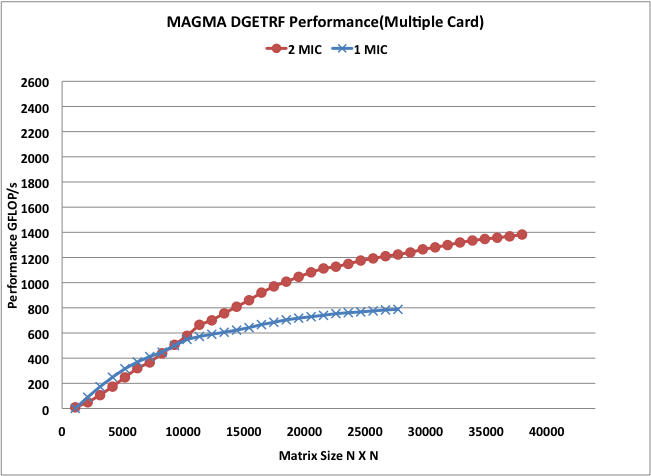 MAGMA DGETRF Performance(Multiple Card)
2 MIC 1 MIC
Performance GFLOP/s
2600
2400
2200
2000
1800
1600
1400
1200
1000
800
600
400
200
0
0 5000 10000 15000 20000 25000 30000 35000 40000
Matrix Size N X N